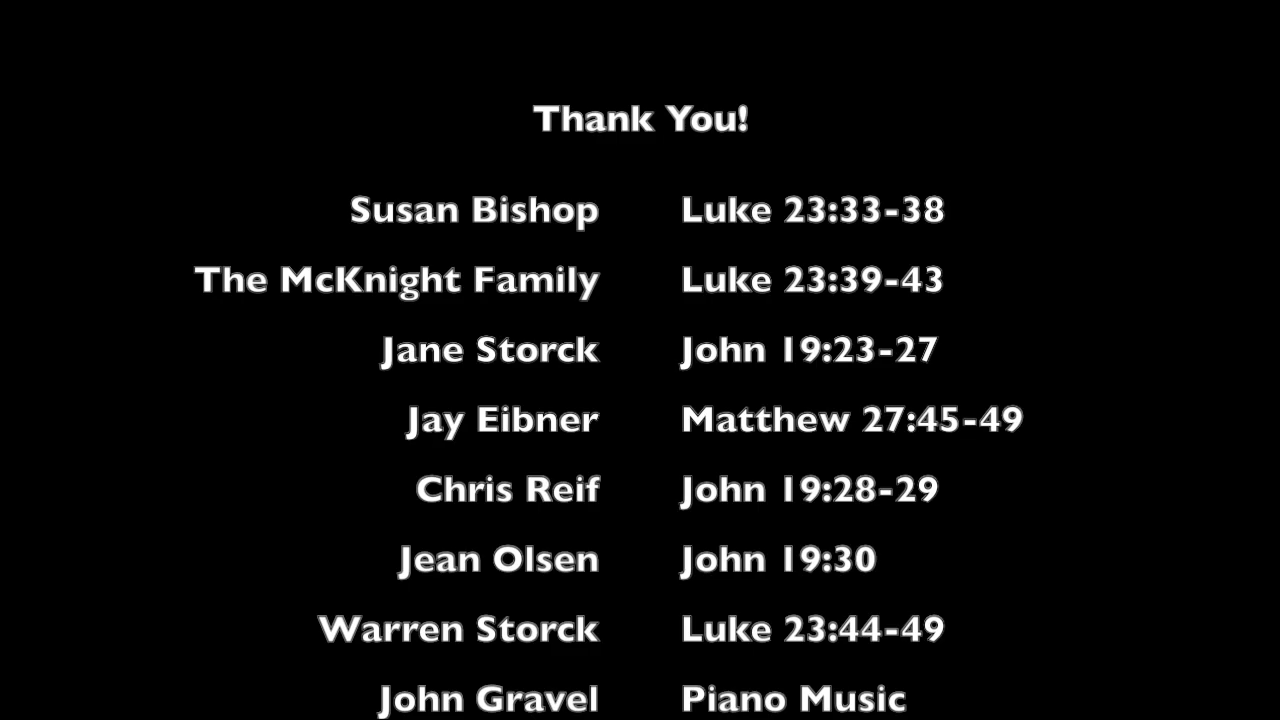 Thank You!
Susan Bishop Luke 23:33-38
The McKnight Family Luke 23:39-43
Jane Storck John 19:23-27
Jay Eibner Matthew 27:45-49
Chris Reif John 19:28-29
Jean Olsen John 19:30
Warren Storck Luke 23:44-49
John Gravel Piano Music